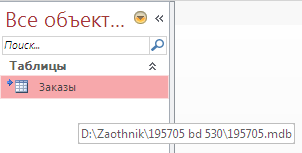 Все объект...
Поиск...
Таблицы
Заказы
D:\Zaothnik\195705 bd 530\195705.mdb